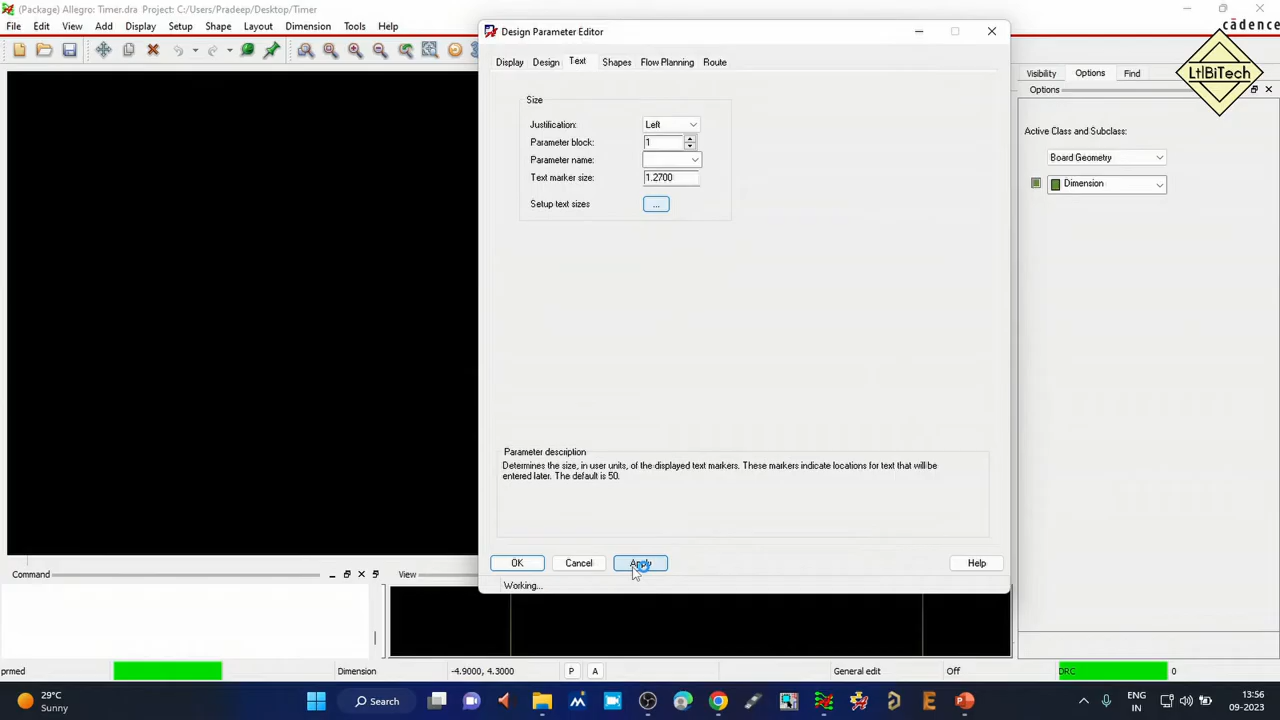 (Package) Allegro: Timer.dra Project: C:/Users/Pradeep/Desktop/Timer
File Edit View Add Display Setup Shape Layout Dimension Tools Help
cādence
LtlBiTech
Design Parameter Editor
Display Design Text Shapes Flow Planning Route
Size
Justification: Left
Parameter block: 1
Parameter name:
Text marker size: 1.2700
Setup text sizes ...
Parameter description
Determines the size, in user units, of the displayed text markers. These markers indicate locations for text that will be
entered later. The default is 50.
OK Cancel Apply Help
Working...
Visibility Options Find
Options
Active Class and Subclass:
Board Geometry
Dimension
Command
View
prmed Dimension -4.9000, 4.3000 P A General edit Off DRC 0
29°C
Sunny
Search
ENG
IN
13:56
09-2023